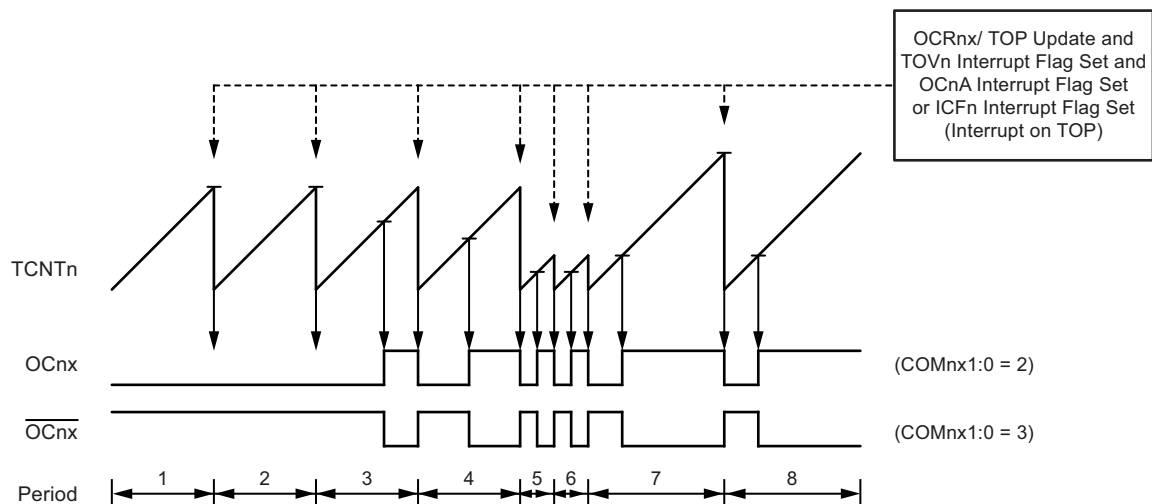 OCRnx/ TOP Update and
TOVn Interrupt Flag Set and
OCnA Interrupt Flag Set
or ICFn Interrupt Flag Set
(Interrupt on TOP)
TCNTn
OCnx
(COMnx1:0 = 2)
OCnx
(COMnx1:0 = 3)
Period
1 2 3 4 5 6 7 8